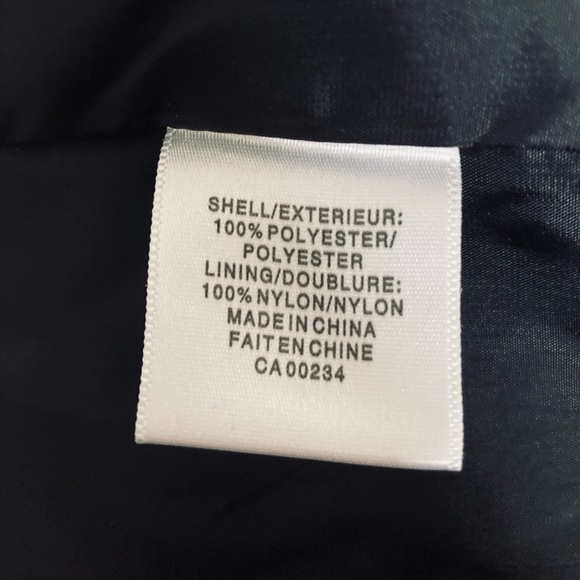 SHELL/EXTERIEUR:
100% POLYESTER/
POLYESTER
LINING/DOUBLURE:
100% NYLON/NYLON
MADE IN CHINA
FAIT EN CHINE
CA 00234